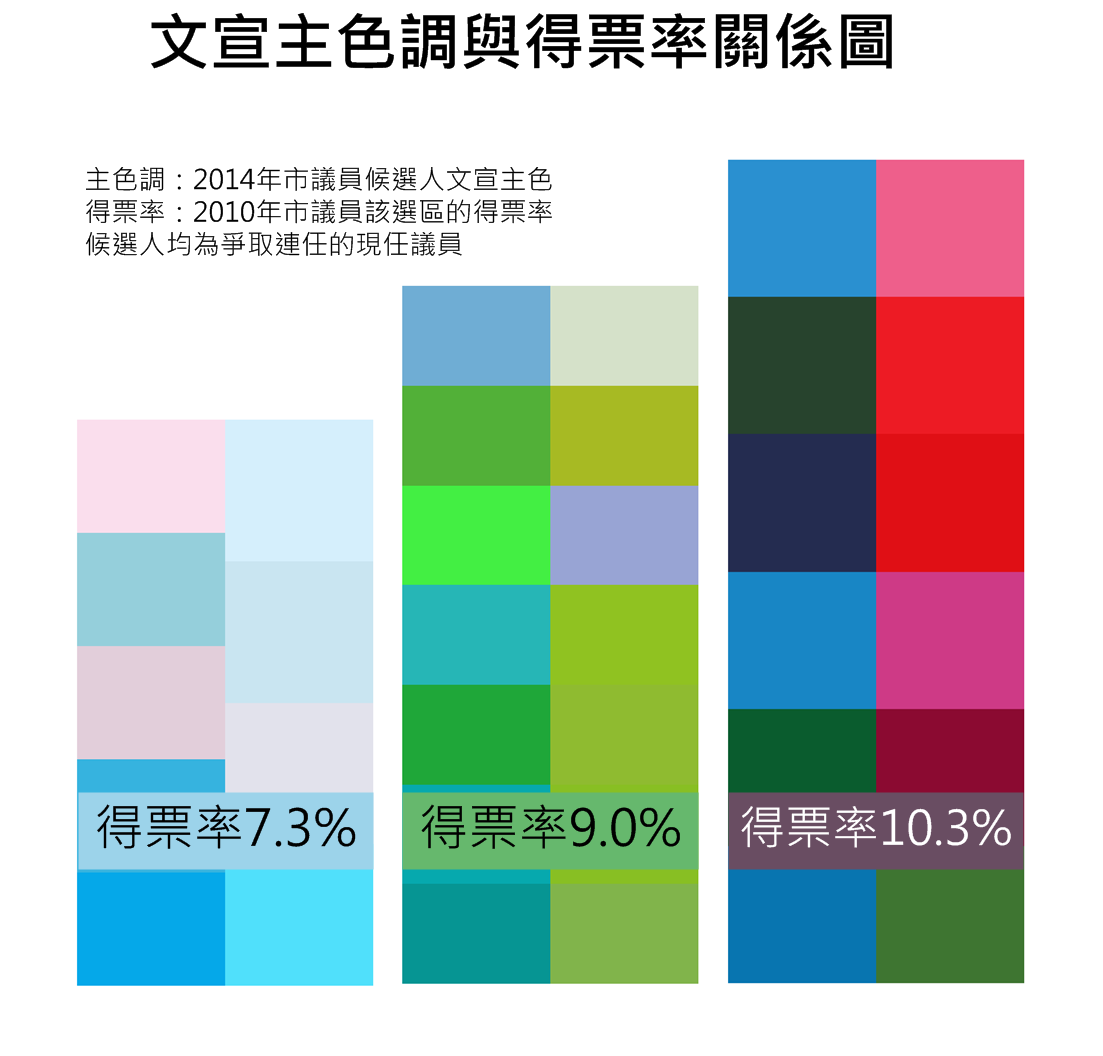 文宣主色調與得票率關係圖
主色調：2014年市議員候選人文宣主色
得票率：2010年市議員該選區的得票率
候選人均為爭取連任的現任議員
得票率7.3%
得票率9.0%
得票率10.3%